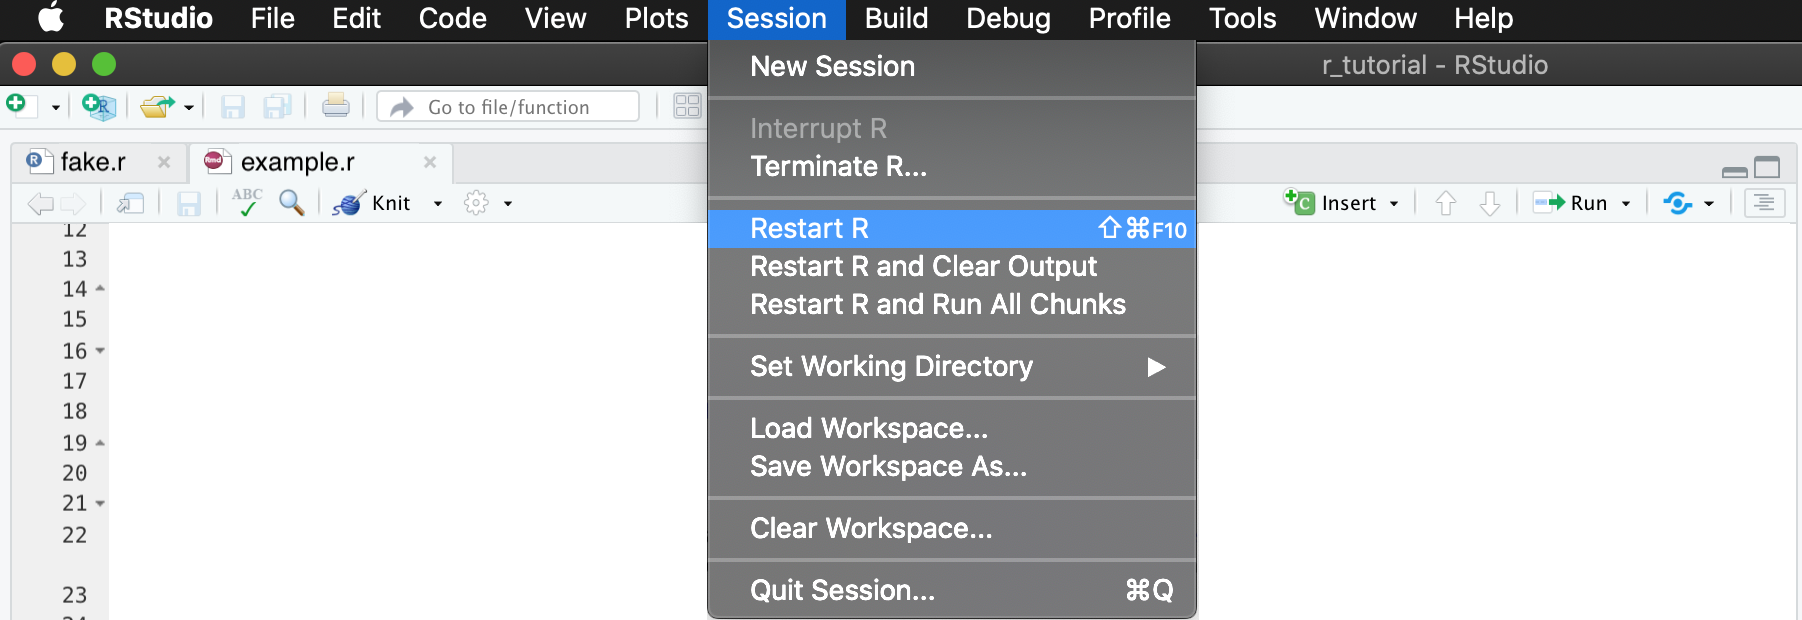 RStudio File Edit Code View Plots Session Build Debug Profile Tools Window Help
r_tutorial - RStudio
R Go to file/function
R fake.r × Rmd example.r ×
ABC Knit C Insert Run
New Session
Interrupt R
Terminate R...
Restart R ⇧⌘F10
Restart R and Clear Output
Restart R and Run All Chunks
Set Working Directory ▶
Load Workspace...
Save Workspace As...
Clear Workspace...
Quit Session... ⌘Q
12
13
14
15
16
17
18
19
20
21
22
23